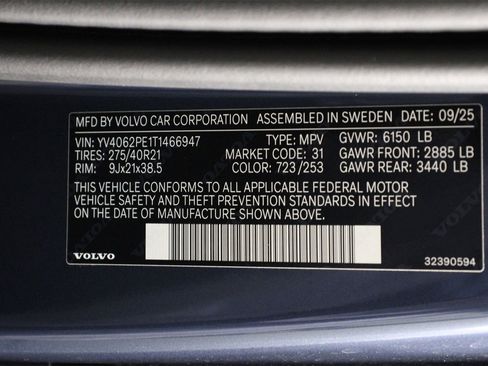 MFD BY VOLVO CAR CORPORATION ASSEMBLED IN SWEDEN DATE: 09/25
VIN: YV4062PE1T1466947 TYPE: MPV GVWR: 6150 LB
TIRES: 275/40R21 MARKET CODE: 31 GAWR FRONT: 2885 LB
RIM: 9Jx21x38.5 COLOR: 723/253 GAWR REAR: 3440 LB
THIS VEHICLE CONFORMS TO ALL APPLICABLE FEDERAL MOTOR
VEHICLE SAFETY AND THEFT PREVENTION STANDARDS IN EFFECT
ON THE DATE OF MANUFACTURE SHOWN ABOVE.
VOLVO 32390594